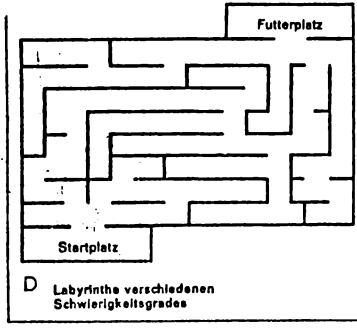 Futterplatz
Startplatz
D Labyrinthe verschiedenen
Schwierigkeitsgrades